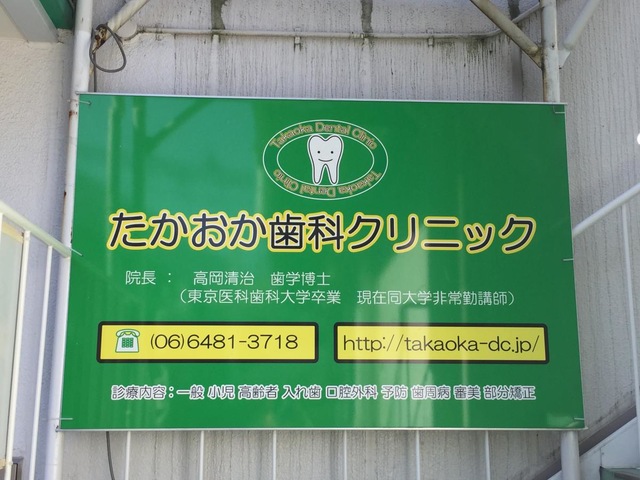 Takaoka Dental Clinic
Takaoka Dental Clinic
たかおか歯科クリニック
院長 ： 高岡清治 歯学博士
（東京医科歯科大学卒業 現在同大学非常勤講師）
(06)6481-3718
http://takaoka-dc.jp/
診療内容：一般 小児 高齢者 入れ歯 口腔外科 予防 歯周病 審美 部分矯正